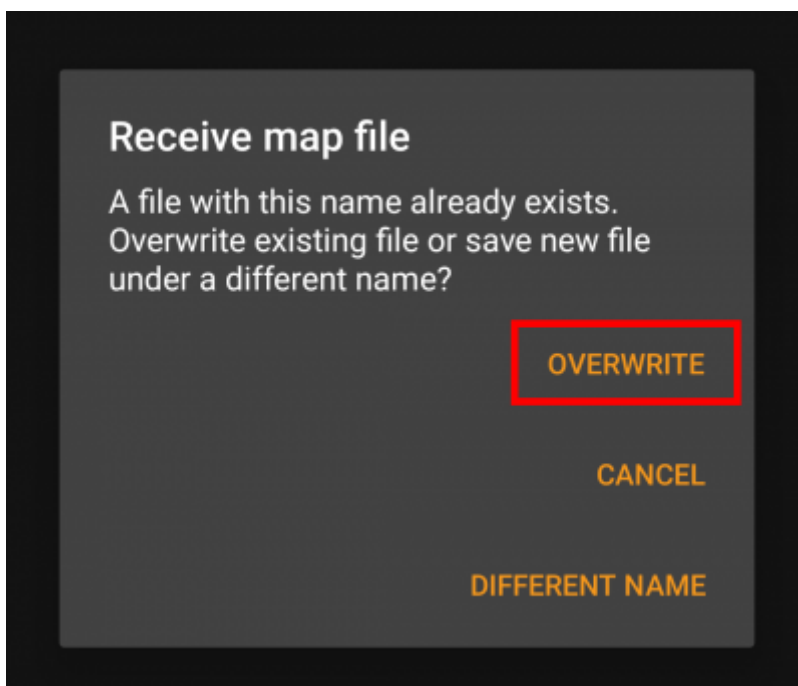 Receive map file
A file with this name already exists.
Overwrite existing file or save new file
under a different name?
OVERWRITE
CANCEL
DIFFERENT NAME